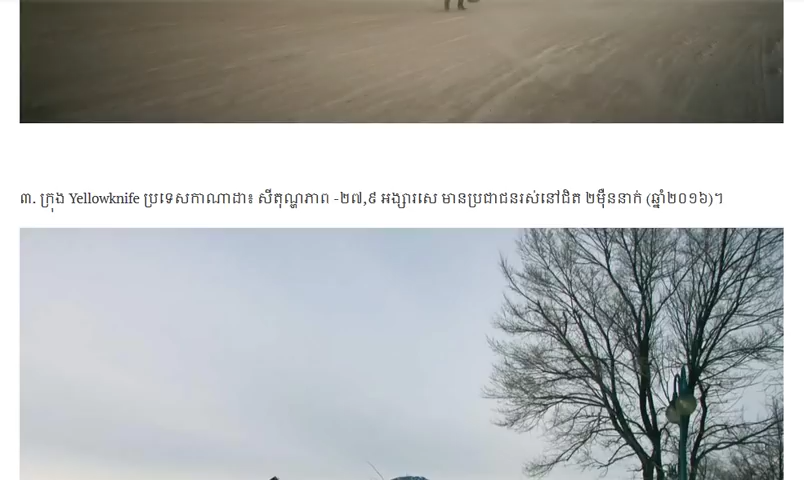 ៣. ក្រុង Yellowknife ប្រទេសកាណាដា៖ សីតុណ្ហភាព -២៧,៩ អង្សារសេ មានប្រជាជនរស់នៅជិត ២ម៉ឺននាក់ (ឆ្នាំ២០១៦)។